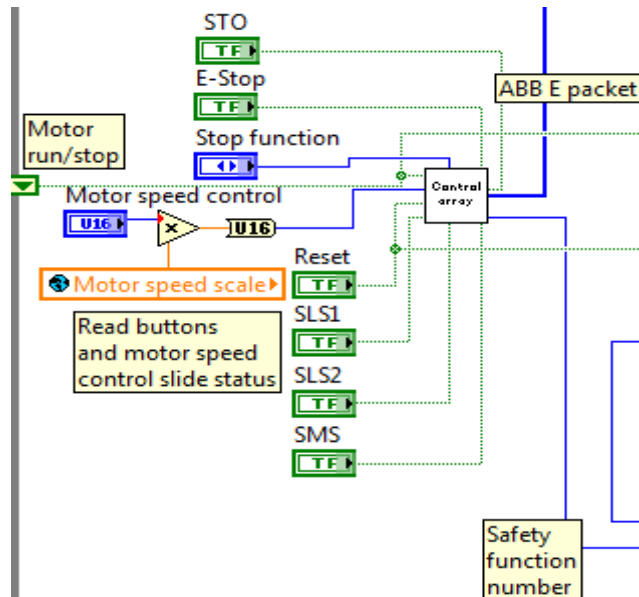 STO
TF
E-Stop
TF
ABB E packet
Motor
run/stop
Stop function
Control
array
Motor speed control
U16
x
U16
Motor speed scale
Reset
TF
Read buttons
and motor speed
control slide status
SLS1
TF
SLS2
TF
SMS
TF
Safety
function
number